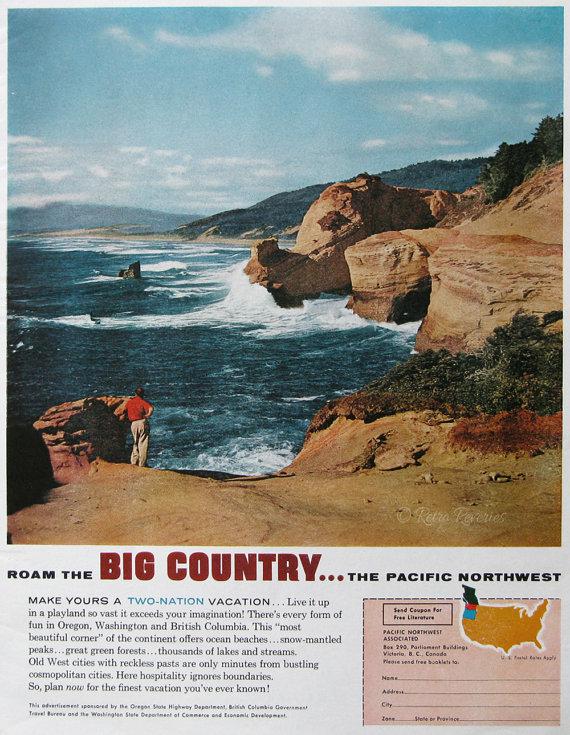 © Retro Reveries
ROAM THE BIG COUNTRY... THE PACIFIC NORTHWEST
MAKE YOURS A TWO-NATION VACATION... Live it up
in a playland so vast it exceeds your imagination! There's every form of
fun in Oregon, Washington and British Columbia. This "most
beautiful corner" of the continent offers ocean beaches...snow-mantled
peaks...great green forests...thousands of lakes and streams.
Old West cities with reckless pasts are only minutes from bustling
cosmopolitan cities. Here hospitality ignores boundaries.
So, plan now for the finest vacation you've ever known!
This advertisement sponsored by the Oregon State Highway Department, British Columbia Government
Travel Bureau and the Washington State Department of Commerce and Economic Development.
Send Coupon For
Free Literature
PACIFIC NORTHWEST
ASSOCIATED
Box 290, Parliament Buildings
Victoria, B. C., Canada
U. S. Postal Rates Apply
Please send free booklets to:
Name
Address
City
Zone State or Province